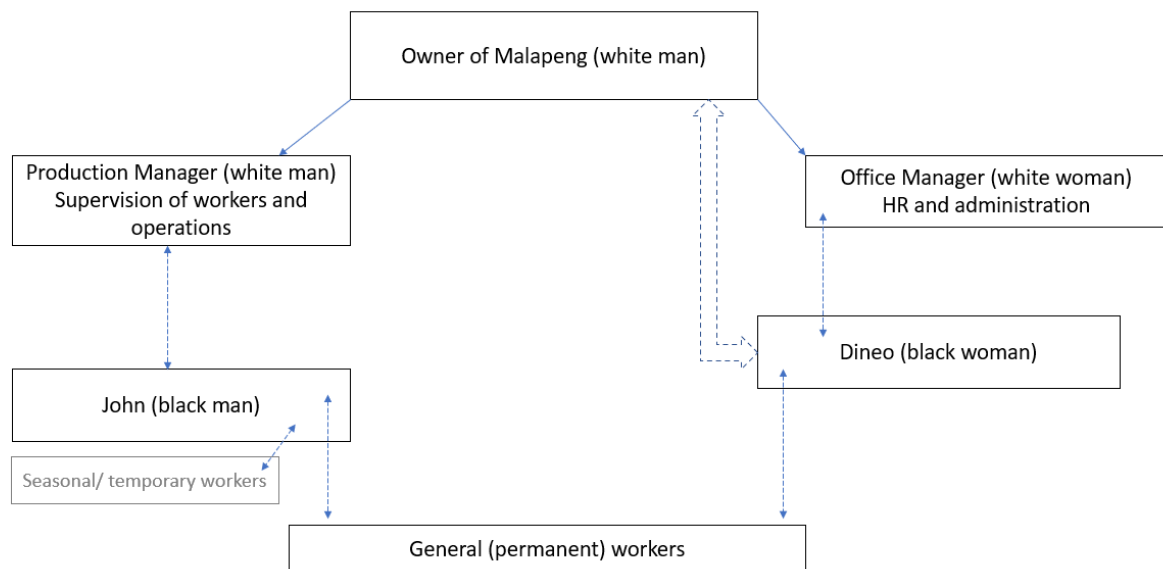 Owner of Malapeng (white man)
Production Manager (white man)
Supervision of workers and
operations
Office Manager (white woman)
HR and administration
Dineo (black woman)
John (black man)
Seasonal/ temporary workers
General (permanent) workers